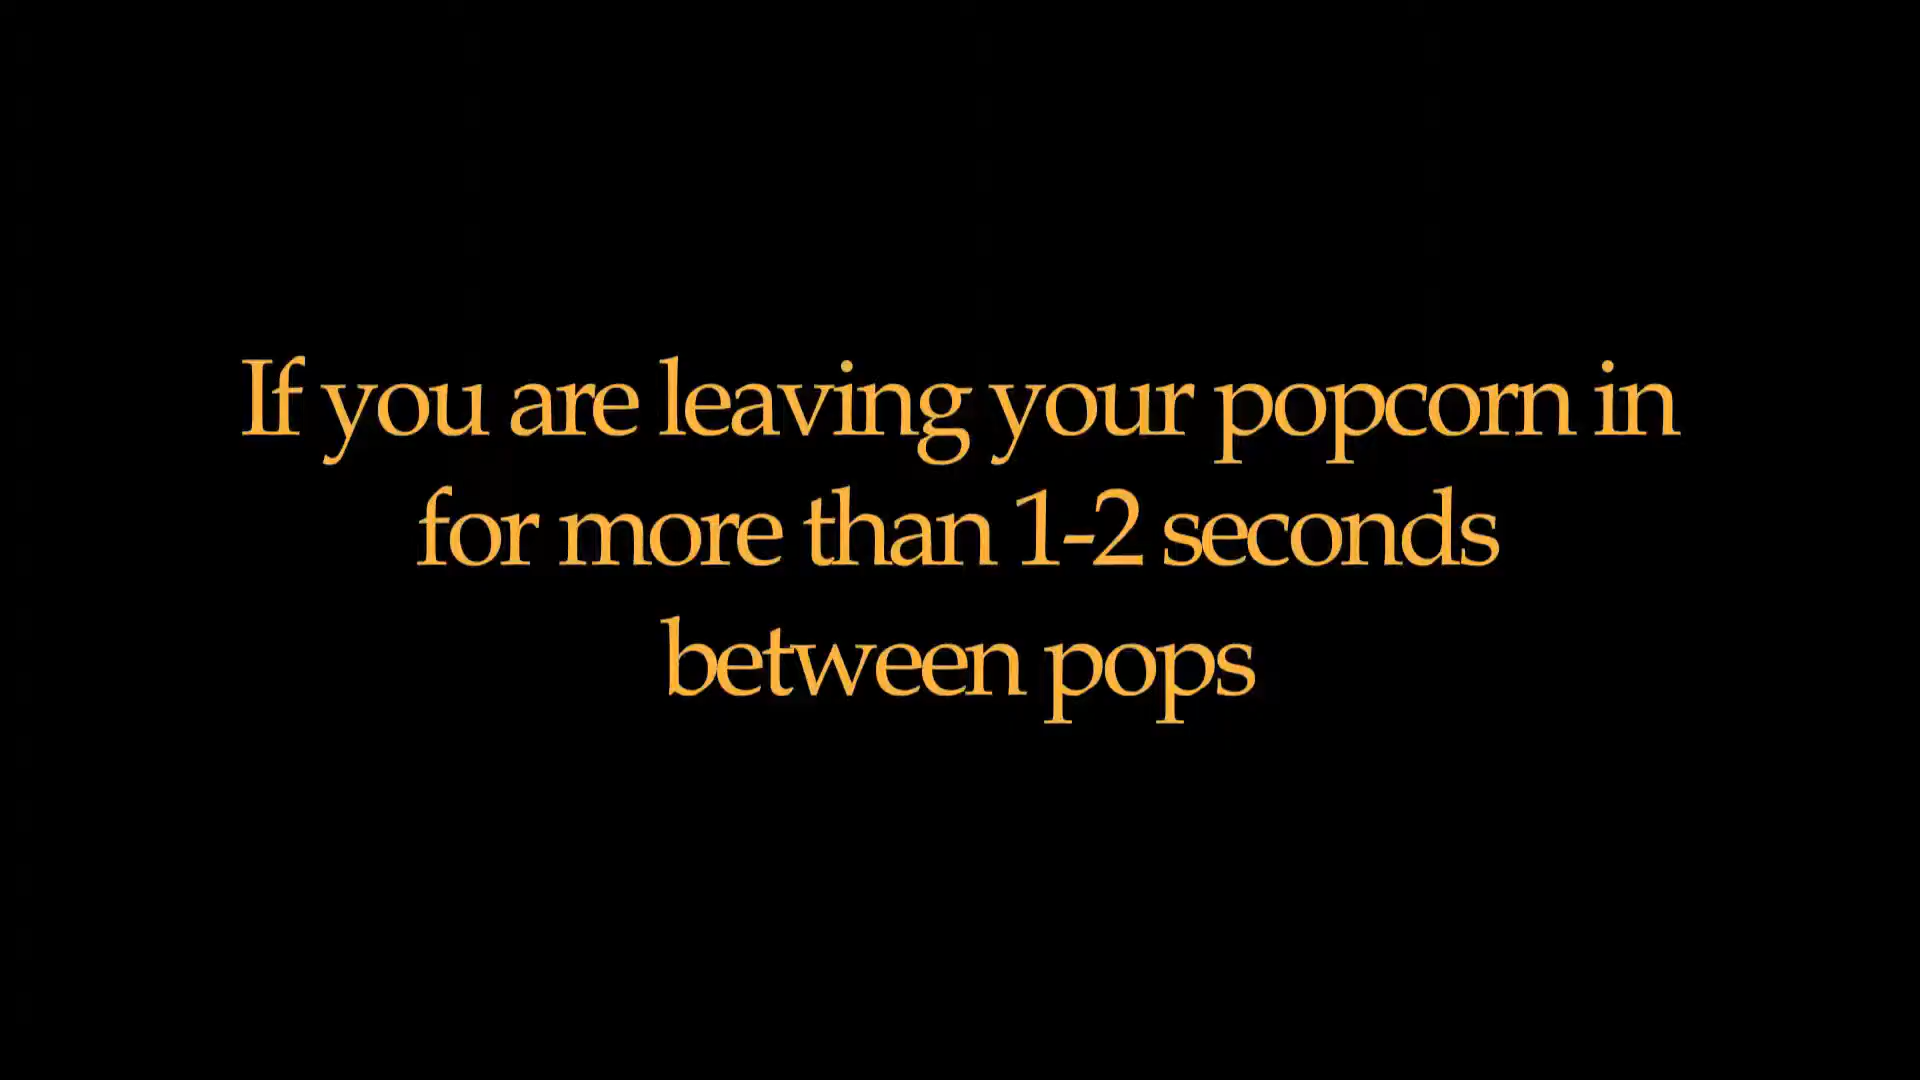 If you are leaving your popcorn in
for more than 1-2 seconds
between pops